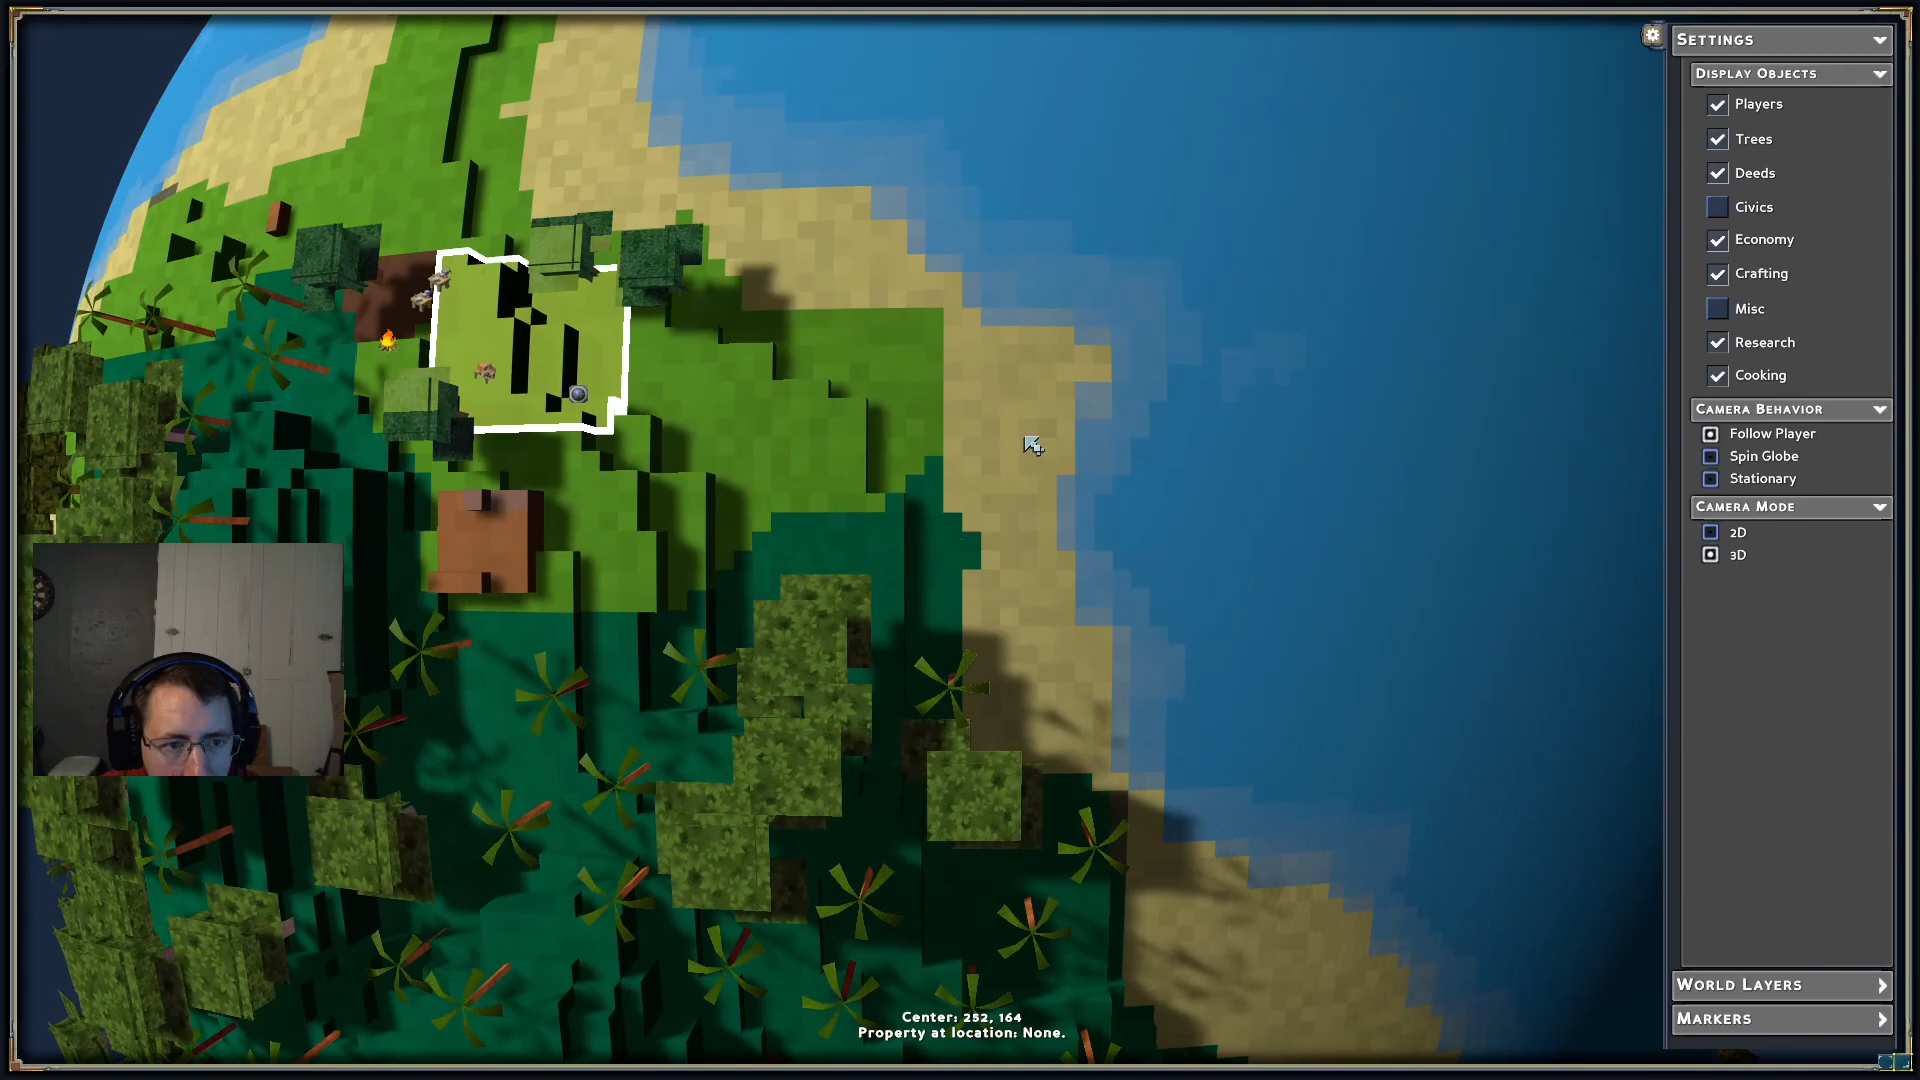 SETTINGS
DISPLAY OBJECTS
Players
Trees
Deeds
Civics
Economy
Crafting
Misc
Research
Cooking
CAMERA BEHAVIOR
Follow Player
Spin Globe
Stationary
CAMERA MODE
2D
3D
WORLD LAYERS
MARKERS
Center: 252, 164
Property at location: None.